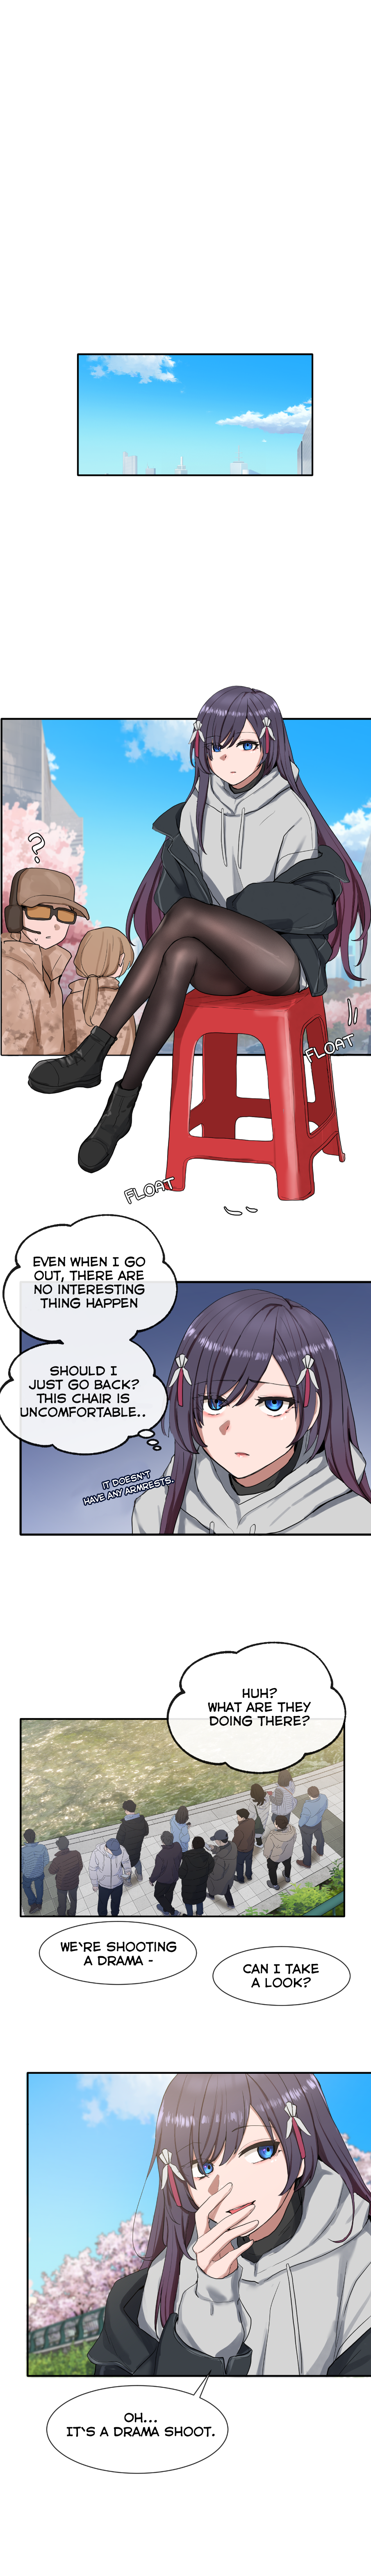 ?
FLOAT
FLOAT
EVEN WHEN I GO
OUT, THERE ARE
NO INTERESTING
THING HAPPEN
SHOULD I
JUST GO BACK?
THIS CHAIR IS
UNCOMFORTABLE..
IT DOESN'T
HAVE ANY ARMRESTS.
HUH?
WHAT ARE THEY
DOING THERE?
WE'RE SHOOTING
A DRAMA -
CAN I TAKE
A LOOK?
OH...
IT'S A DRAMA SHOOT.